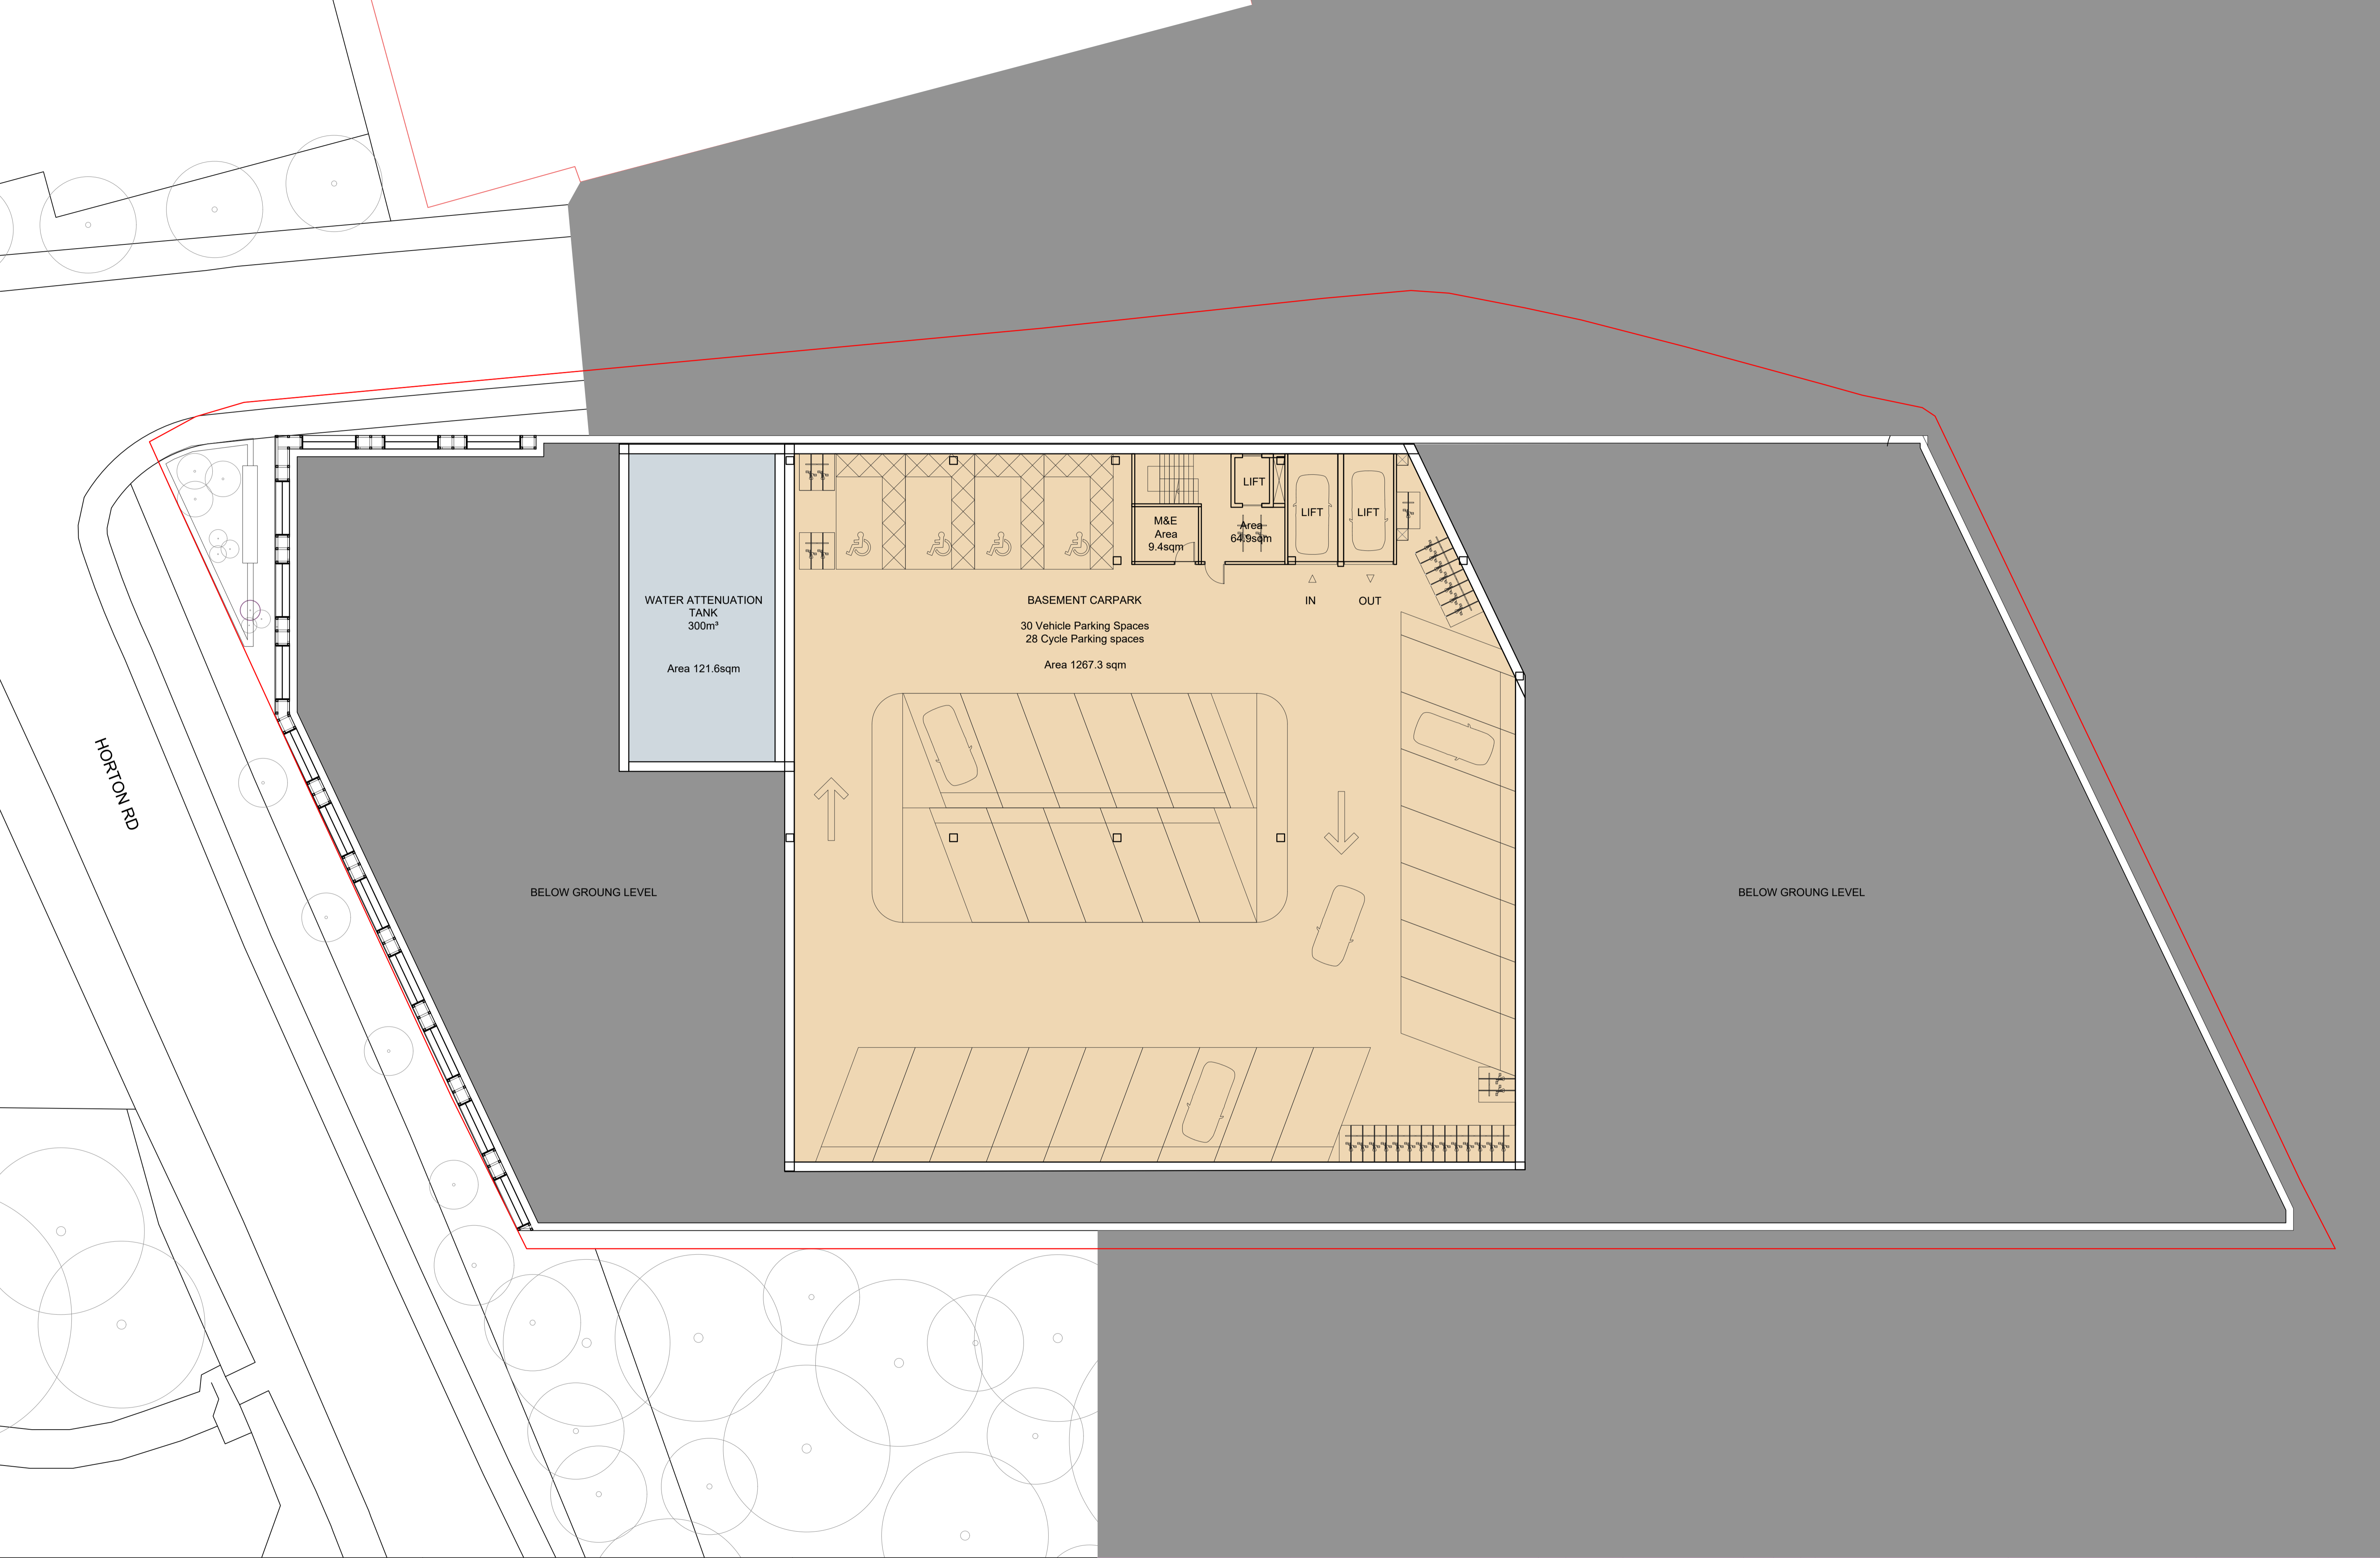 LIFT
LIFT
LIFT
M&E
Area
9.4sqm
Area
64.9sqm
WATER ATTENUATION
TANK
300m³
Area 121.6sqm
BASEMENT CARPARK
30 Vehicle Parking Spaces
28 Cycle Parking spaces
Area 1267.3 sqm
IN
OUT
HORTON RD
BELOW GROUNG LEVEL
BELOW GROUNG LEVEL